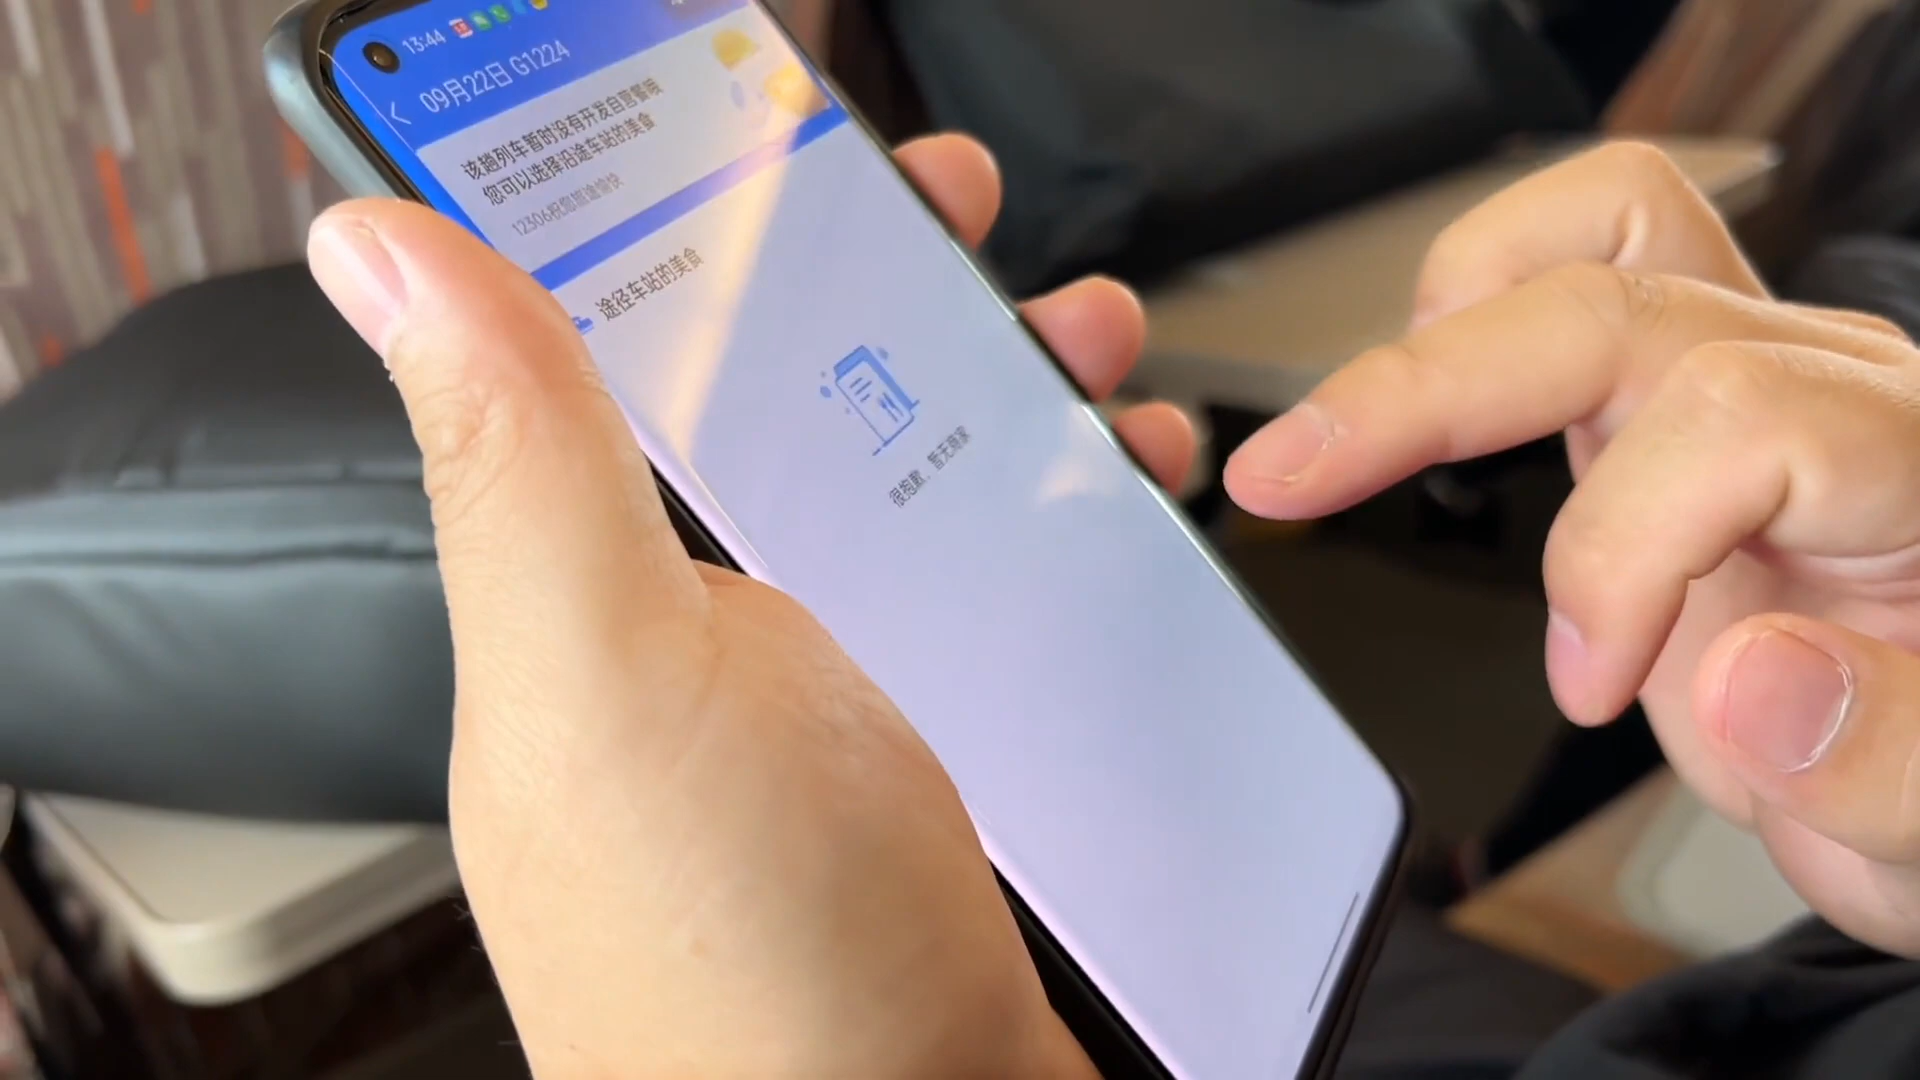 13:44
09月22日 G1224
该趟列车暂时没有开发自营餐哦
您可以选择沿途车站的美食
12306祝您旅途愉快
途径车站的美食
很抱歉，暂无商家